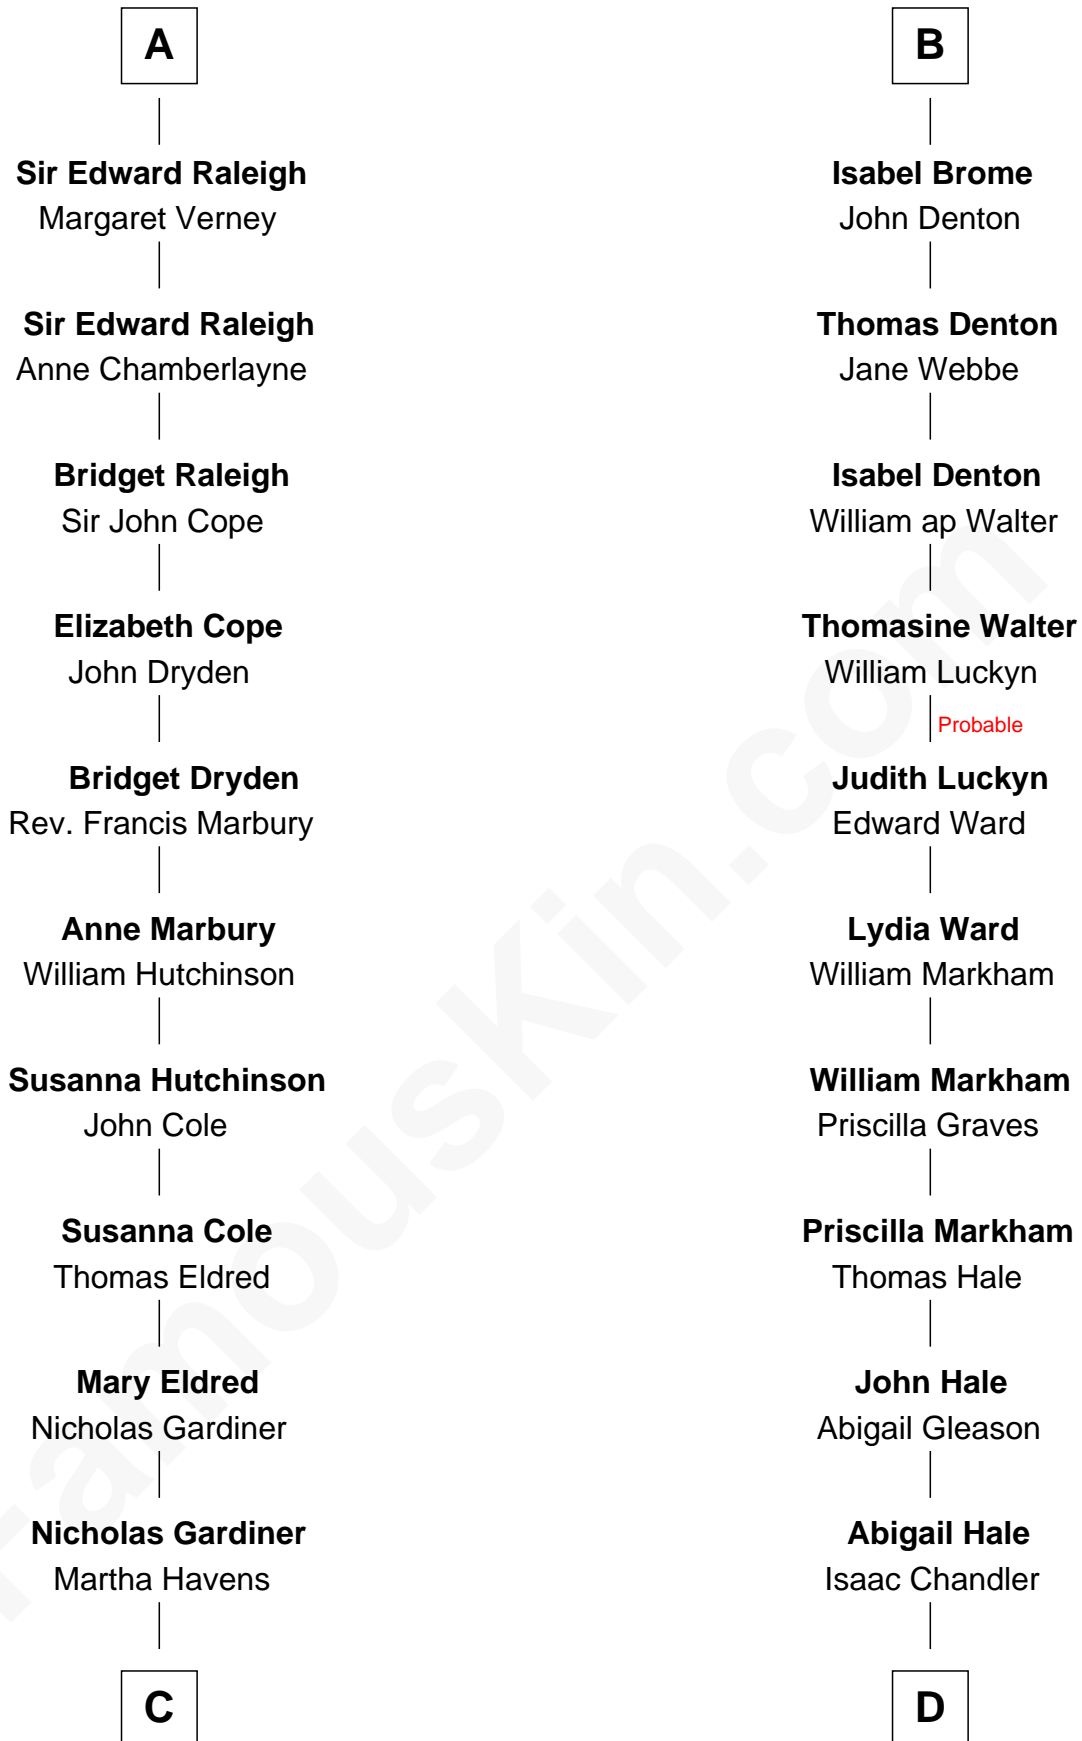 A
Sir Edward Raleigh
Margaret Verney
Sir Edward Raleigh
Anne Chamberlayne
Bridget Raleigh
Sir John Cope
Elizabeth Cope
John Dryden
Bridget Dryden
Rev. Francis Marbury
Anne Marbury
William Hutchinson
Susanna Hutchinson
John Cole
Susanna Cole
Thomas Eldred
Mary Eldred
Nicholas Gardiner
Nicholas Gardiner
Martha Havens
C
B
Isabel Brome
John Denton
Thomas Denton
Jane Webbe
Isabel Denton
William ap Walter
Thomasine Walter
William Luckyn
Probable
Judith Luckyn
Edward Ward
Lydia Ward
William Markham
William Markham
Priscilla Graves
Priscilla Markham
Thomas Hale
John Hale
Abigail Gleason
Abigail Hale
Isaac Chandler
D
FamousKin.com